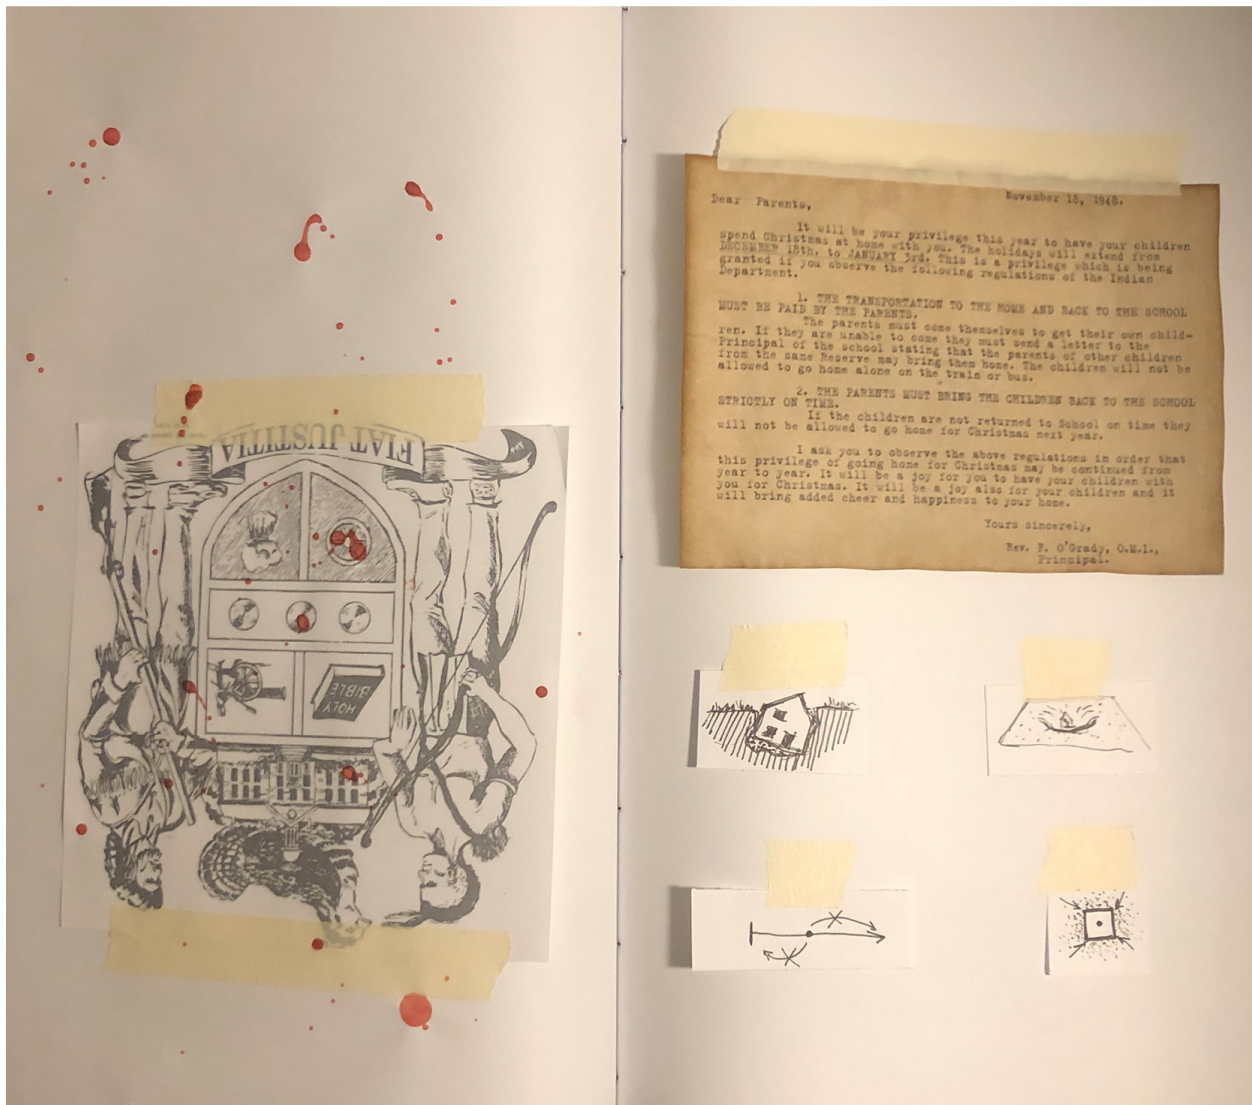 FIAT JUSTITIA
HOLY
BIBLE
November 18, 1948.
Dear Parents,
It will be your privilege this year to have your children
spend Christmas at home with you. The holidays will extend from
DECEMBER 18th. to JANUARY 3rd. This is a privilege which is being
granted if you observe the following regulations of the Indian
Department.
1. THE TRANSPORTATION TO THE HOME AND BACK TO THE SCHOOL
MUST BE PAID BY THE PARENTS.
The parents must come themselves to get their own child-
ren. If they are unable to come they must send a letter to the
Principal of the school stating that the parents of other children
from the same Reserve may bring them home. The children will not be
allowed to go home alone on the train or bus.
2. THE PARENTS MUST BRING THE CHILDREN BACK TO THE SCHOOL
STRICTLY ON TIME.
If the children are not returned to School on time they
will not be allowed to go home for Christmas next year.
I ask you to observe the above regulations in order that
this privilege of going home for Christmas may be continued from
year to year. It will be a joy for you to have your children with
you for Christmas. It will be a joy also for your children and it
will bring added cheer and happiness to your home.
Yours sincerely,
Rev. F. O'Grady, O.M.I.,
Principal.